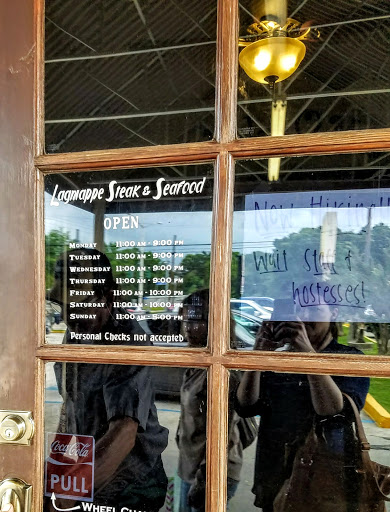 Lagniappe Steak & Seafood
OPEN
MONDAY 11:00 AM - 9:00 PM
TUESDAY 11:00 AM - 9:00 PM
WEDNESDAY 11:00 AM - 9:00 PM
THURSDAY 11:00 AM - 9:00 PM
FRIDAY 11:00 AM - 10:00 PM
SATURDAY 11:00 AM - 10:00 PM
SUNDAY 11:00 AM - 8:00 PM
Personal Checks not accepted
Now Hiring!!
Wait Staff &
hostesses!
Coca-Cola
PULL
WHEEL